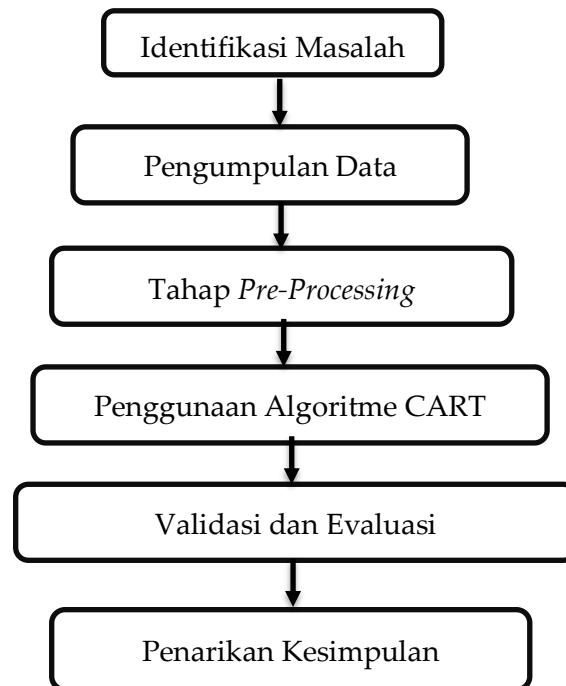 Identifikasi Masalah
Pengumpulan Data
Tahap Pre-Processing
Penggunaan Algoritme CART
Validasi dan Evaluasi
Penarikan Kesimpulan